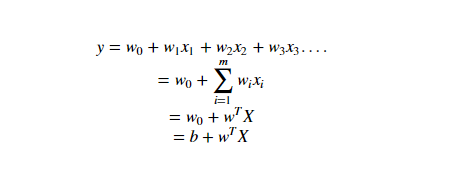 y = w₀ + w₁x₁ + w₂x₂ + w₃x₃....
= w₀ + ∑ᵢ₌₁ᵐ wᵢxᵢ
= w₀ + wᵀX
= b + wᵀX